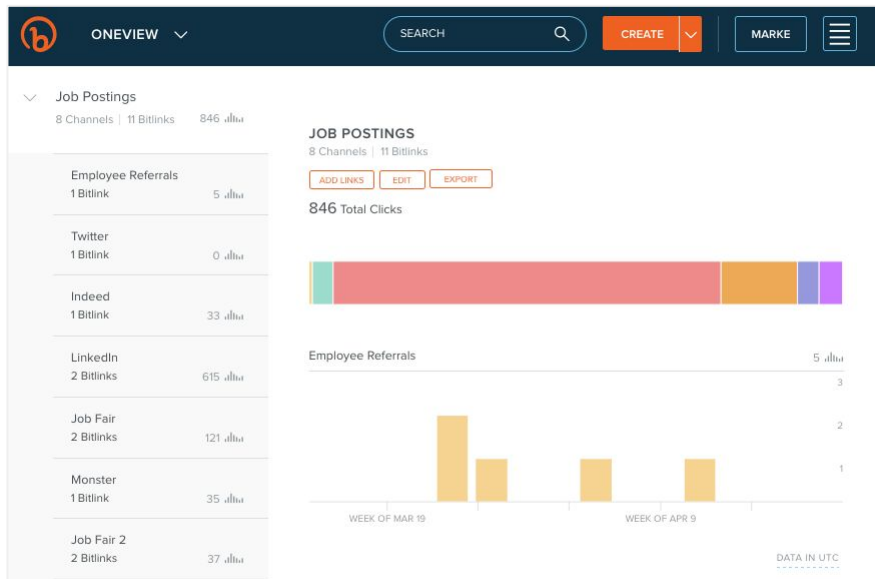 ONEVIEW
SEARCH
CREATE
MARKE
Job Postings
8 Channels | 11 Bitlinks 846
Employee Referrals
1 Bitlink 5
Twitter
1 Bitlink 0
Indeed
1 Bitlink 33
LinkedIn
2 Bitlinks 615
Job Fair
2 Bitlinks 121
Monster
1 Bitlink 35
Job Fair 2
2 Bitlinks 37
JOB POSTINGS
8 Channels | 11 Bitlinks
ADD LINKS EDIT EXPORT
846 Total Clicks
Employee Referrals 5
3
2
1
WEEK OF MAR 19 WEEK OF APR 9
DATA IN UTC